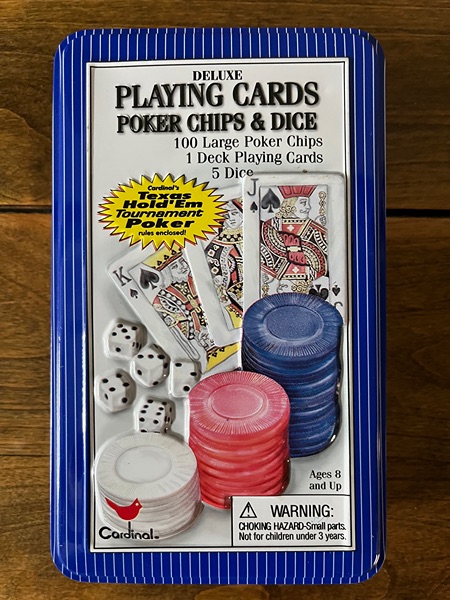 DELUXE
PLAYING CARDS
POKER CHIPS & DICE
100 Large Poker Chips
1 Deck Playing Cards
5 Dice
Cardinal's
Texas
Hold'Em
Tournament
Poker
rules enclosed!
J
K
Ages 8
and Up
WARNING:
CHOKING HAZARD-Small parts.
Not for children under 3 years.
Cardinal